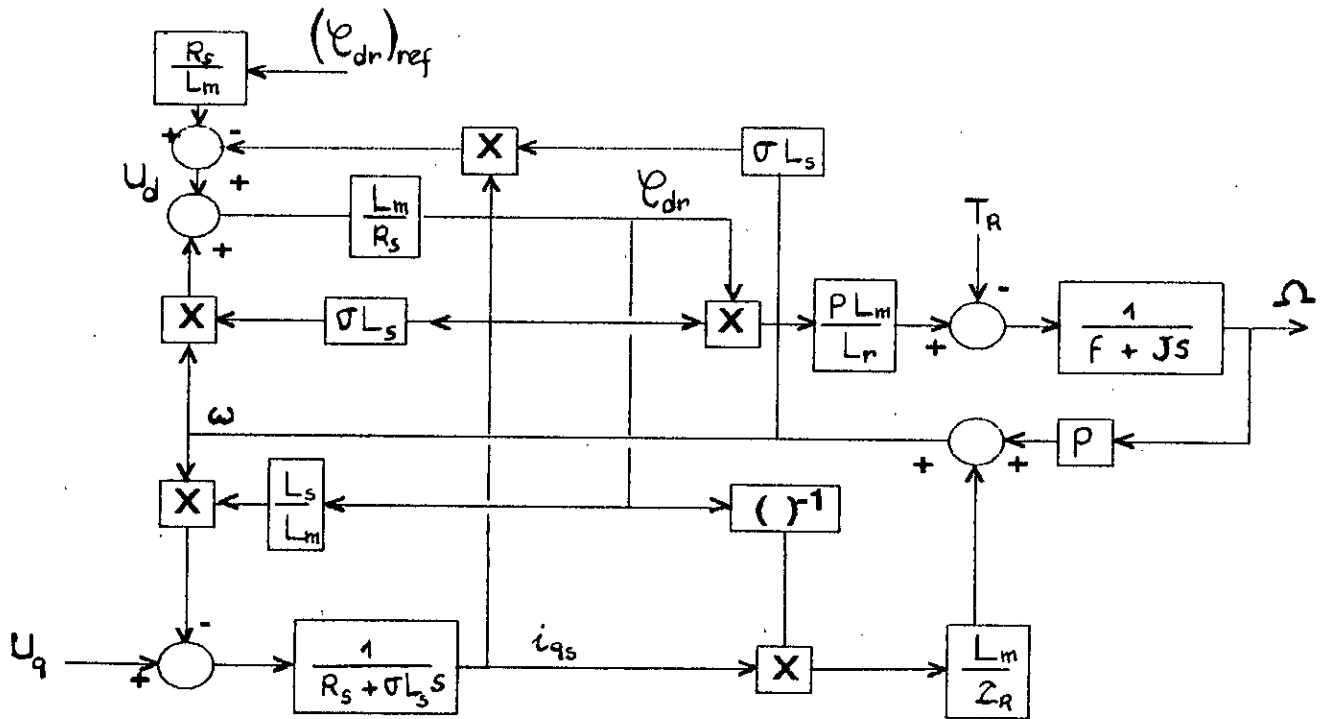 (φdr)ref
Rs
Lm
+
-
X
σLs
Ud
+
Lm
Rs
φdr
TR
+
-
X
σLs
X
PLm
Lr
+
1
f + Js
Ω
ω
+
+
P
X
Ls
Lm
( )-1
-
Uq
+
1
Rs + σLss
iqs
X
Lm
τR